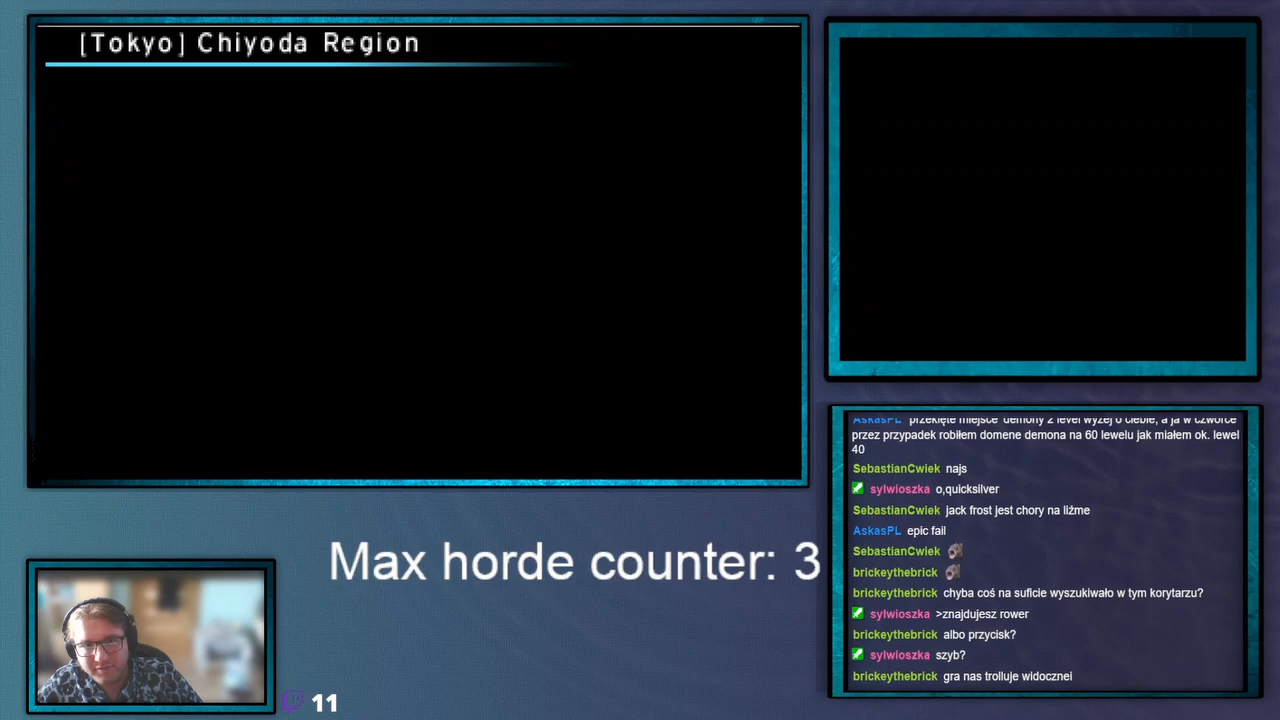 [Tokyo] Chiyoda Region
AskasPL przeklęte miejsce demony 2 level wyżej o ciebie, a ja w czwórce
przez przypadek robiłem domene demona na 60 lewelu jak miałem ok. lewel
40
SebastianCwiek najs
sylwioszka o,quicksilver
SebastianCwiek jack frost jest chory na liżme
AskasPL epic fail
SebastianCwiek
brickeythebrick
brickeythebrick chyba coś na suficie wyszukiwało w tym korytarzu?
sylwioszka >znajdujesz rower
brickeythebrick albo przycisk?
sylwioszka szyb?
brickeythebrick gra nas trolluje widocznei
Max horde counter: 3
11